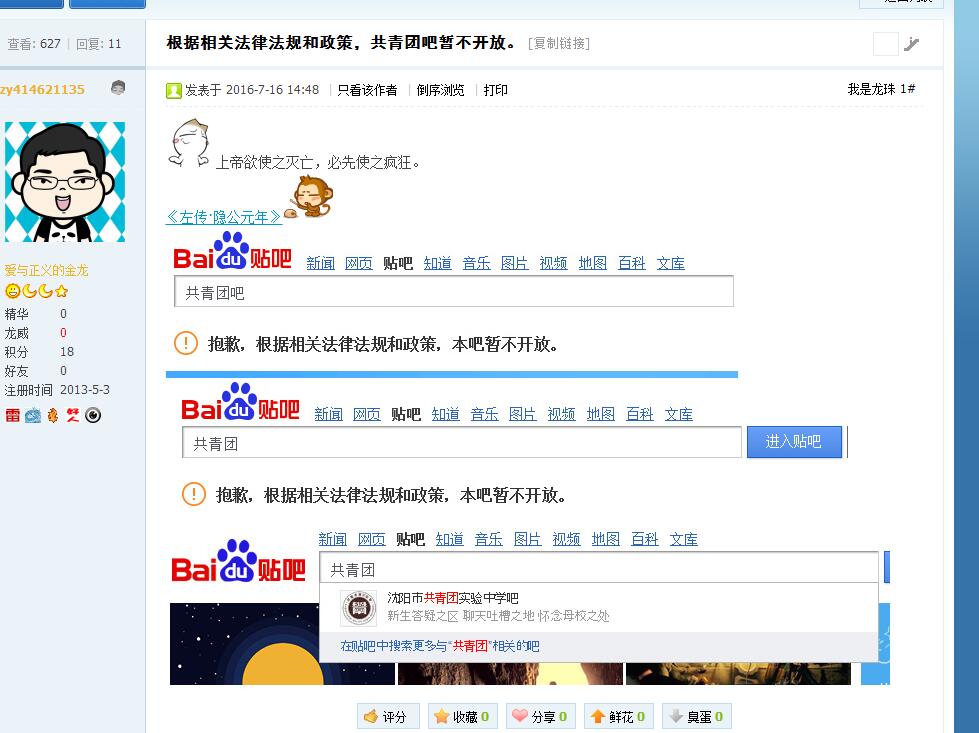 查看: 627 | 回复: 11
根据相关法律法规和政策，共青团吧暂不开放。 [复制链接]
zy414621135
发表于 2016-7-16 14:48 | 只看该作者 | 倒序浏览 | 打印
我是龙珠 1#
上帝欲使之灭亡，必先使之疯狂。
《左传·隐公元年》
爱与正义的金龙
精华 0
龙威 0
积分 18
好友 0
注册时间 2013-5-3
雷
Baidu贴吧 新闻 网页 贴吧 知道 音乐 图片 视频 地图 百科 文库
共青团吧
抱歉，根据相关法律法规和政策，本吧暂不开放。
Baidu贴吧 新闻 网页 贴吧 知道 音乐 图片 视频 地图 百科 文库
共青团 进入贴吧
抱歉，根据相关法律法规和政策，本吧暂不开放。
Baidu贴吧 新闻 网页 贴吧 知道 音乐 图片 视频 地图 百科 文库
共青团
沈阳市共青团实验中学吧
新生答疑之区 聊天吐槽之地 怀念母校之处
在贴吧中搜索更多与"共青团"相关的吧
评分 收藏 0 分享 0 鲜花 0 臭蛋 0